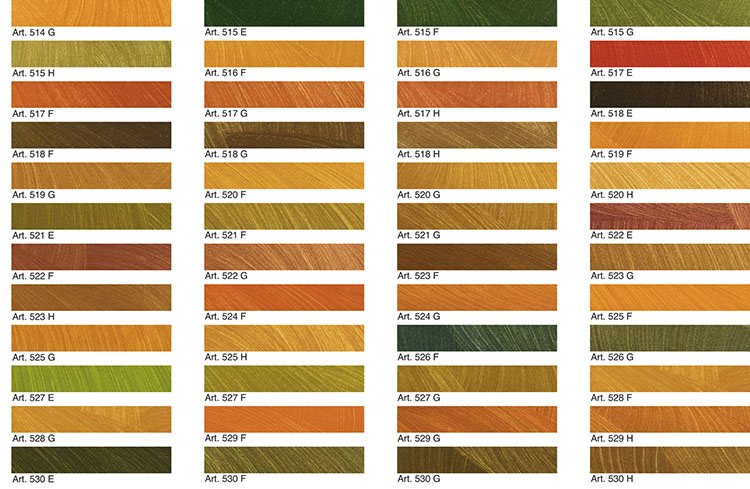 Art. 514 G
Art. 515 E
Art. 515 F
Art. 515 G
Art. 515 H
Art. 516 F
Art. 516 G
Art. 517 E
Art. 517 F
Art. 517 G
Art. 517 H
Art. 518 E
Art. 518 F
Art. 518 G
Art. 518 H
Art. 519 F
Art. 519 G
Art. 520 F
Art. 520 G
Art. 520 H
Art. 521 E
Art. 521 F
Art. 521 G
Art. 522 E
Art. 522 F
Art. 522 G
Art. 523 F
Art. 523 G
Art. 523 H
Art. 524 F
Art. 524 G
Art. 525 F
Art. 525 G
Art. 525 H
Art. 526 F
Art. 526 G
Art. 527 E
Art. 527 F
Art. 527 G
Art. 528 F
Art. 528 G
Art. 529 F
Art. 529 G
Art. 529 H
Art. 530 E
Art. 530 F
Art. 530 G
Art. 530 H